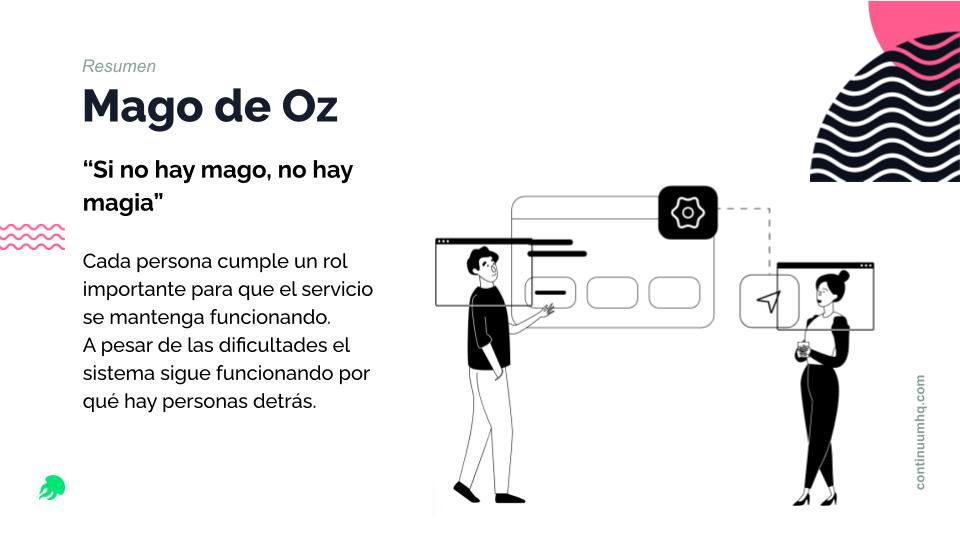 Resumen
Mago de Oz
“Si no hay mago, no hay
magia”
Cada persona cumple un rol
importante para que el servicio
se mantenga funcionando.
A pesar de las dificultades el
sistema sigue funcionando por
qué hay personas detrás.
continuumhq.com